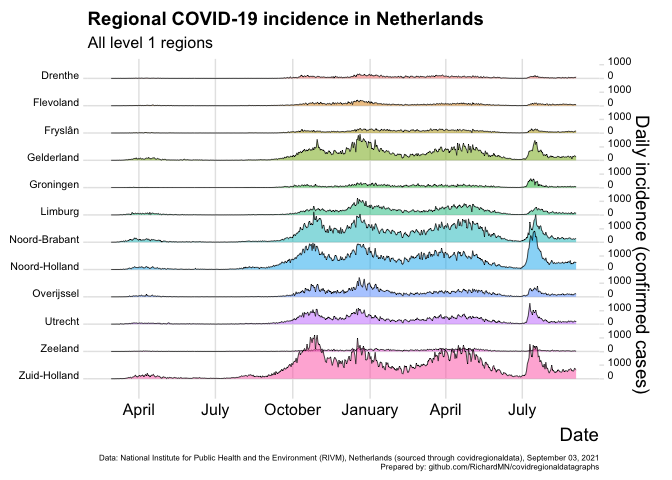 Regional COVID-19 incidence in Netherlands
All level 1 regions
Drenthe
1000
0
Flevoland
1000
0
Fryslân
1000
0
Gelderland
1000
0
Groningen
1000
0
Limburg
1000
0
Noord-Brabant
1000
0
Noord-Holland
1000
0
Overijssel
1000
0
Utrecht
1000
0
Zeeland
1000
0
Zuid-Holland
1000
0
Daily incidence (confirmed cases)
April July October January April July
Date
Data: National Institute for Public Health and the Environment (RIVM), Netherlands (sourced through covidregionaldata), September 03, 2021
Prepared by: github.com/RichardMN/covidregionaldatagraphs